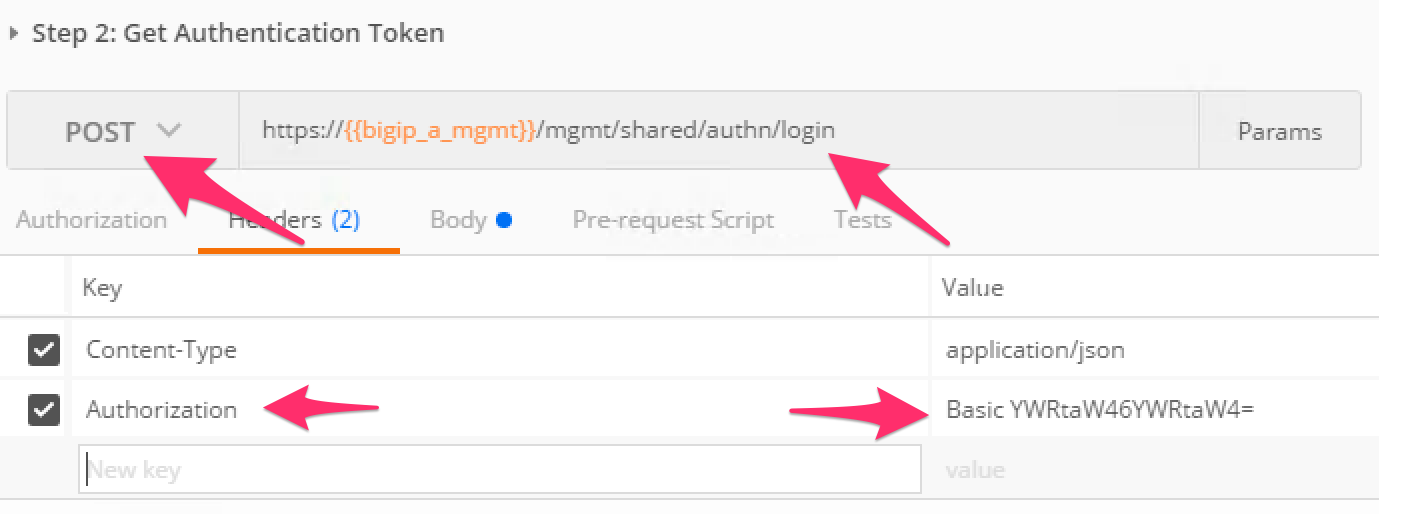 Step 2: Get Authentication Token
POST https://{{bigip_a_mgmt}}/mgmt/shared/authn/login Params
Authorization Headers (2) Body Pre-request Script Tests
Key Value
Content-Type application/json
Authorization Basic YWRtaW46YWRtaW4=
New key value